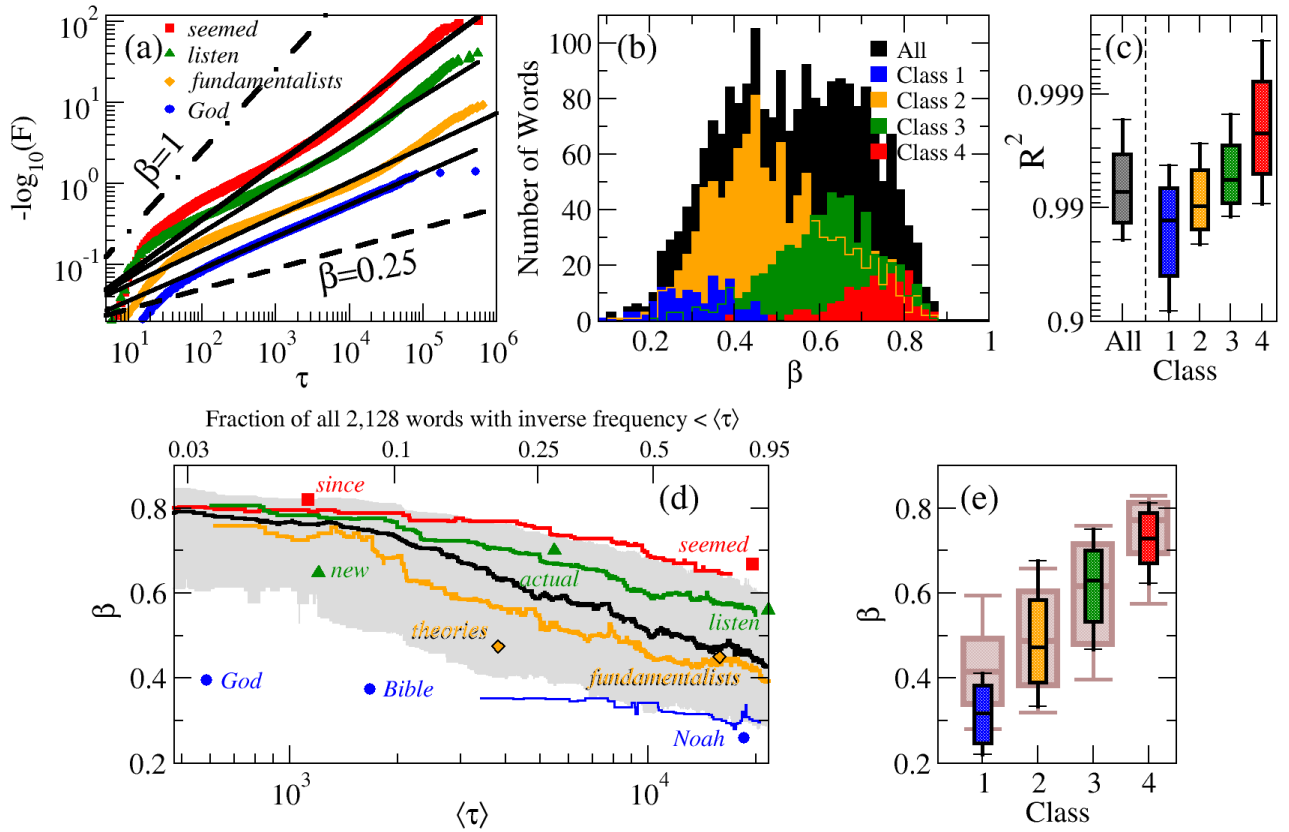 (a)
seemed
listen
fundamentalists
God
β=1
β=0.25
-log10(F)
10^2
10^1
10^0
10^-1
10^1 10^2 10^3 10^4 10^5 10^6
τ
(b)
All
Class 1
Class 2
Class 3
Class 4
Number of Words
100
80
60
40
20
0
0.2 0.4 0.6 0.8 1
β
(c)
R^2
0.999
0.99
0.9
All 1 2 3 4
Class
Fraction of all 2,128 words with inverse frequency < ⟨τ⟩
0.03 0.1 0.25 0.5 0.95
(d)
since
seemed
new
actual
listen
theories
fundamentalists
God
Bible
Noah
β
0.8
0.6
0.4
0.2
10^3 10^4
⟨τ⟩
(e)
β
0.8
0.6
0.4
0.2
1 2 3 4
Class